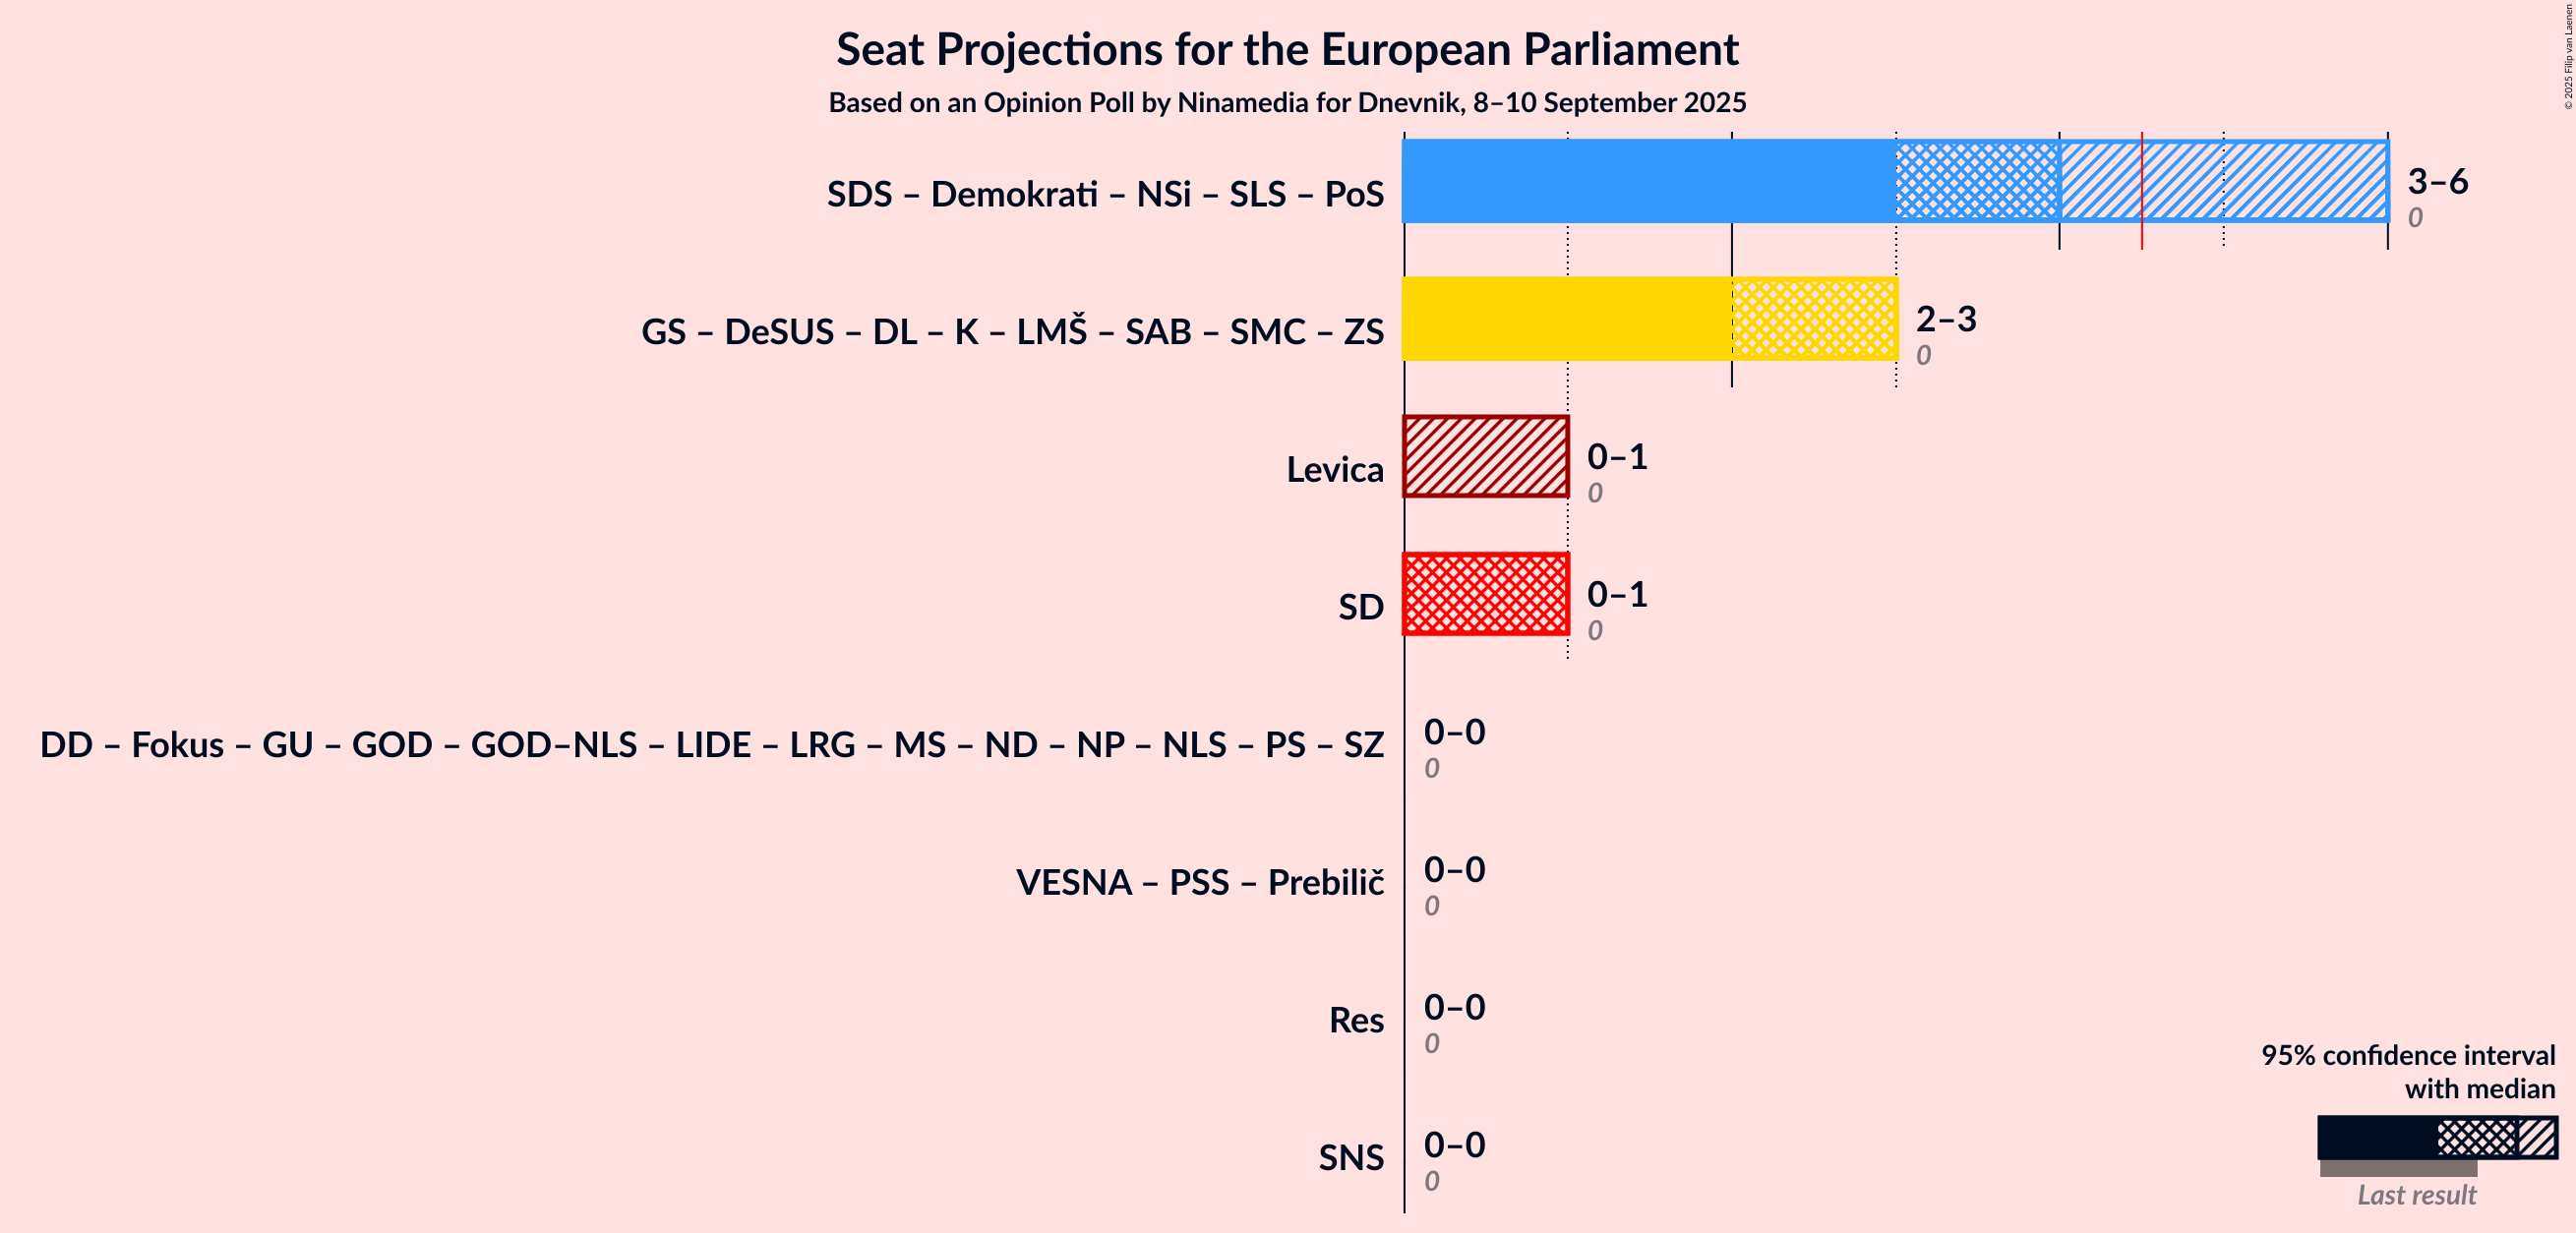 Seat Projections for the European Parliament
Based on an Opinion Poll by Ninamedia for Dnevnik, 8–10 September 2025
© 2025 Filip van Laenen
SDS – Demokrati – NSi – SLS – PoS
3–6
0
GS – DeSUS – DL – K – LMŠ – SAB – SMC – ZS
2–3
0
Levica
0–1
0
SD
0–1
0
DD – Fokus – GU – GOD – GOD–NLS – LIDE – LRG – MS – ND – NP – NLS – PS – SZ
0–0
0
VESNA – PSS – Prebilič
0–0
0
Res
0–0
0
SNS
0–0
0
95% confidence interval
with median
Last result